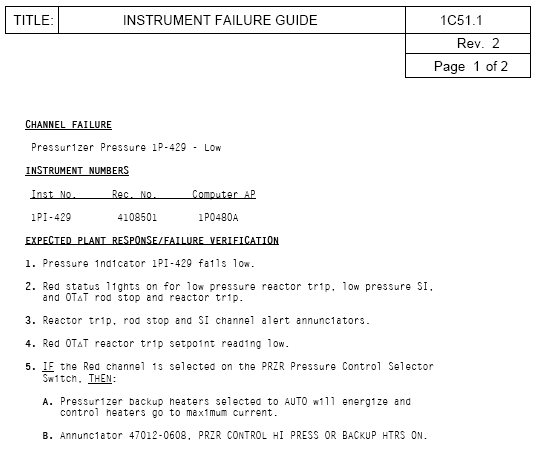 TITLE: INSTRUMENT FAILURE GUIDE 1C51.1
Rev. 2
Page 1 of 2
CHANNEL FAILURE
Pressurizer Pressure 1P-429 - Low
INSTRUMENT NUMBERS
Inst No. Rec. No. Computer AP
1PI-429 4108501 1P0480A
EXPECTED PLANT RESPONSE/FAILURE VERIFICATION
1. Pressure indicator 1PI-429 fails low.
2. Red status lights on for low pressure reactor trip, low pressure SI,
and OT∆T rod stop and reactor trip.
3. Reactor trip, rod stop and SI channel alert annunciators.
4. Red OT∆T reactor trip setpoint reading low.
5. IF the Red channel is selected on the PRZR Pressure Control Selector
Switch, THEN:
A. Pressurizer backup heaters selected to AUTO will energize and
control heaters go to maximum current.
B. Annunciator 47012-0608, PRZR CONTROL HI PRESS OR BACKUP HTRS ON.